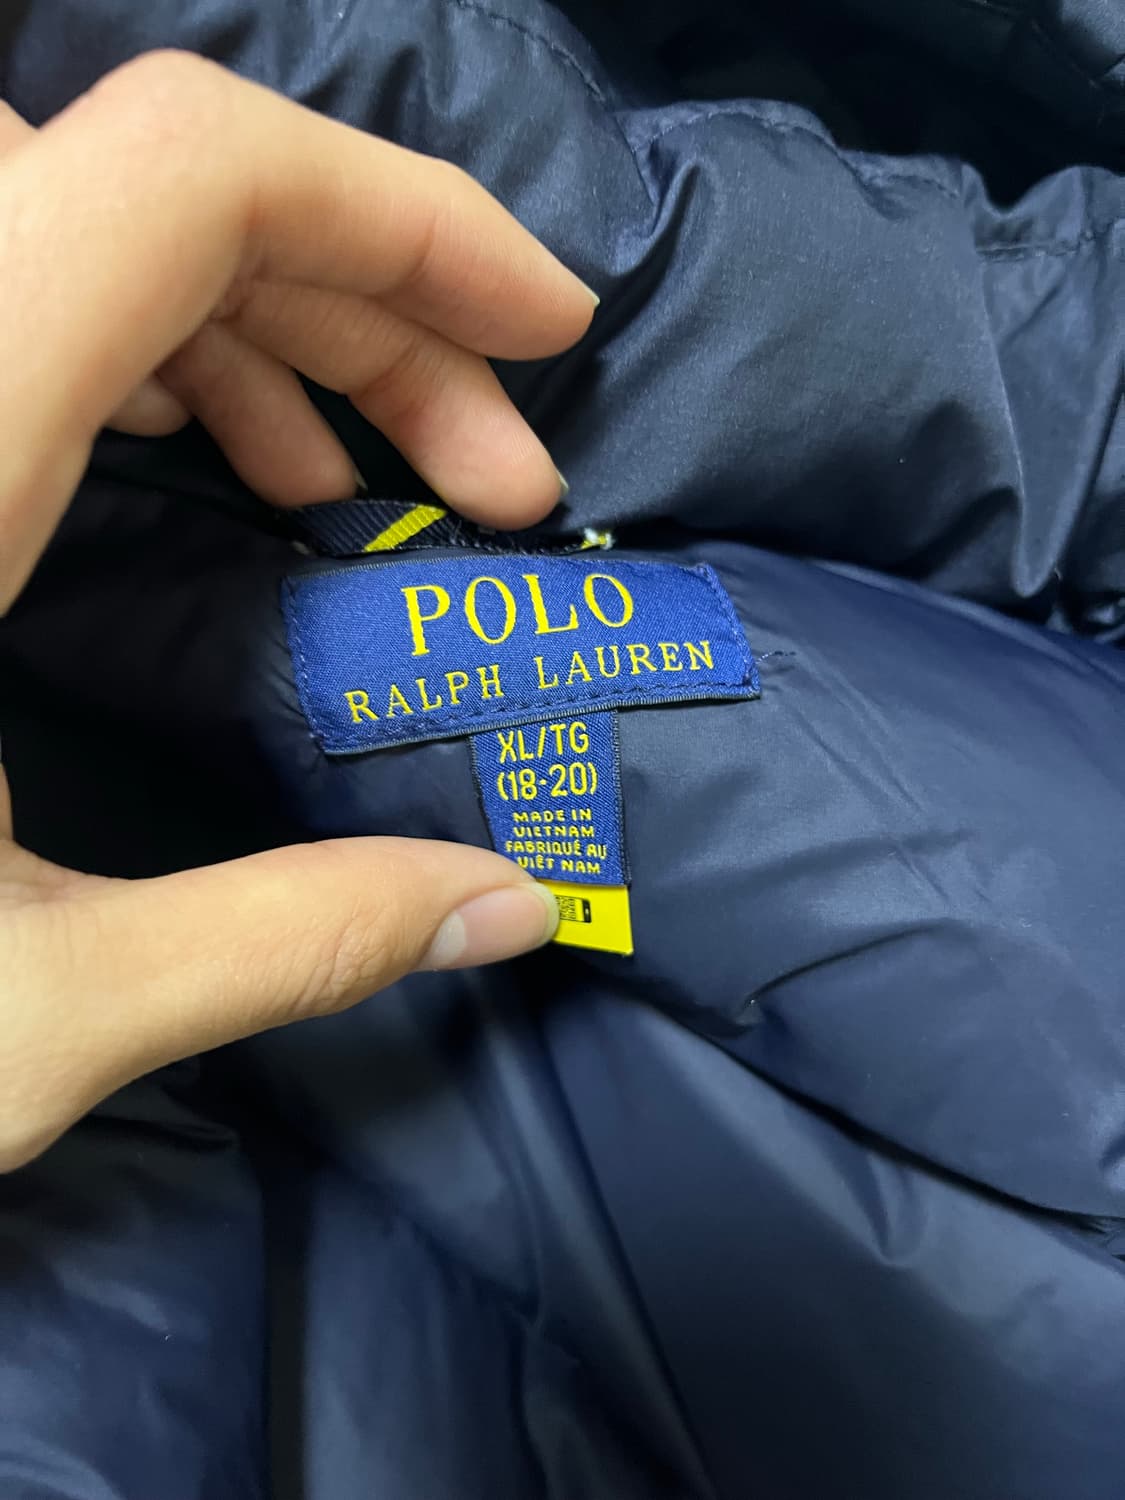 POLO
RALPH LAUREN
XL/TG
(18-20)
MADE IN
VIETNAM
FABRIQUÉ AU
VIÊT NAM